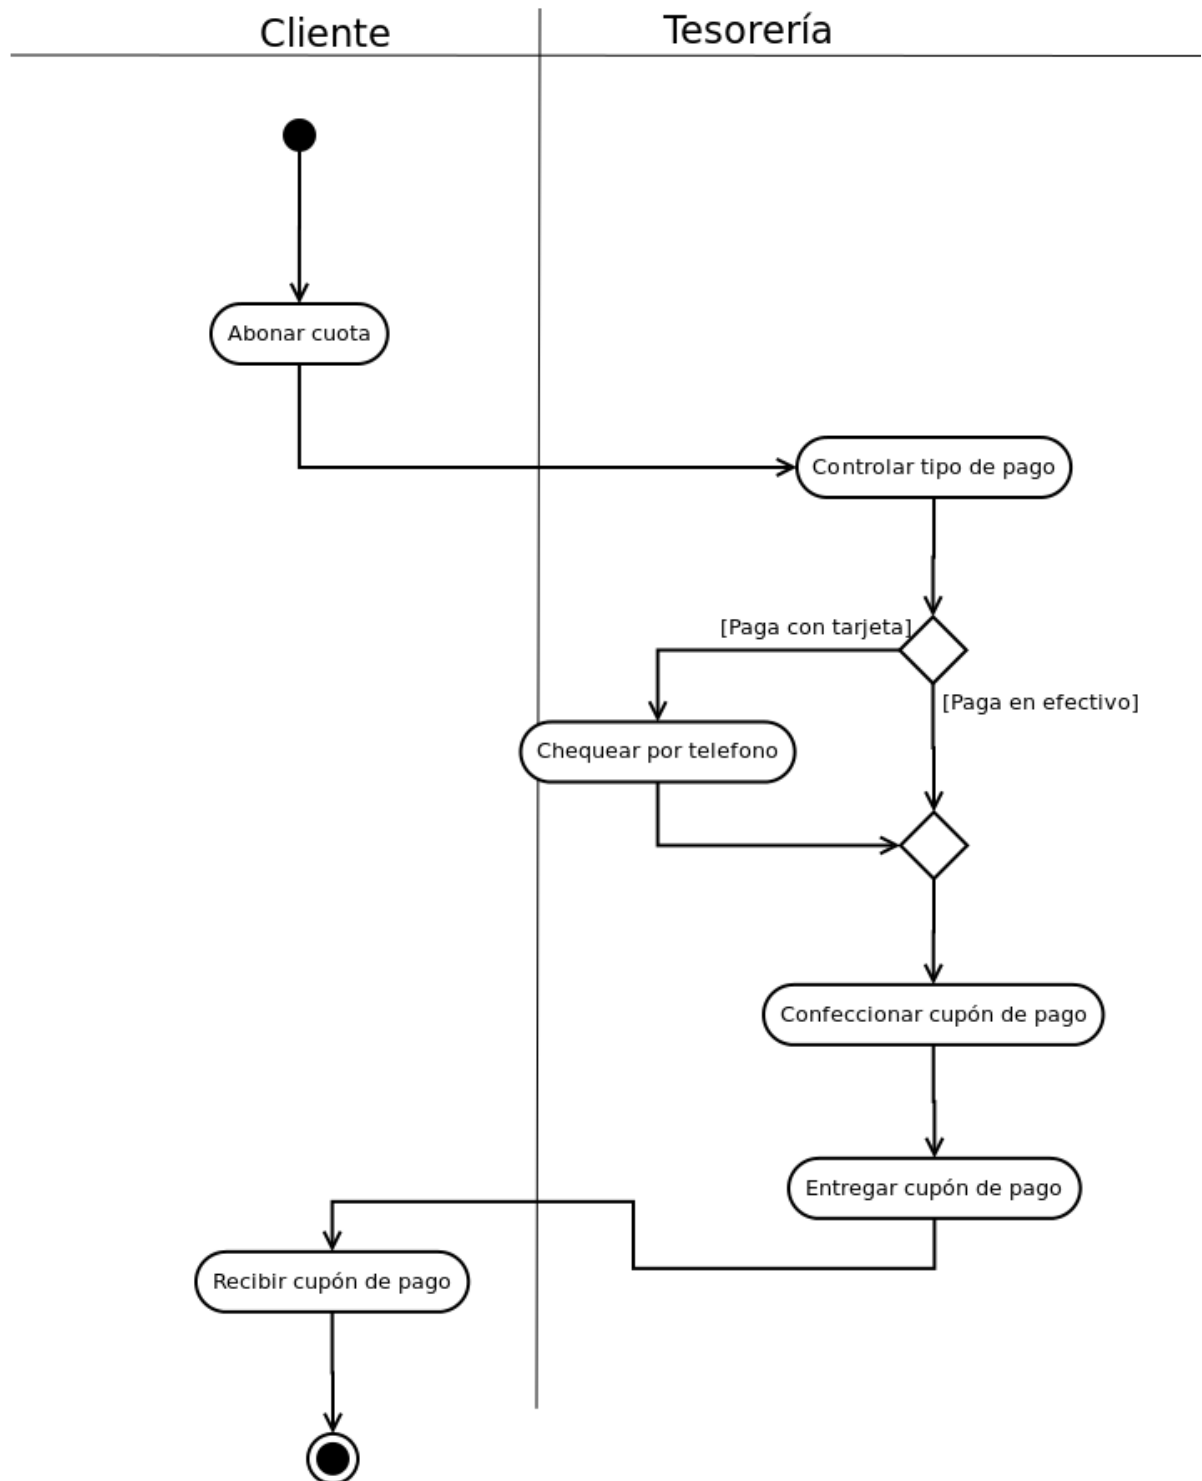 Cliente
Tesorería
Abonar cuota
Controlar tipo de pago
[Paga con tarjeta]
[Paga en efectivo]
Chequear por telefono
Confeccionar cupón de pago
Entregar cupón de pago
Recibir cupón de pago